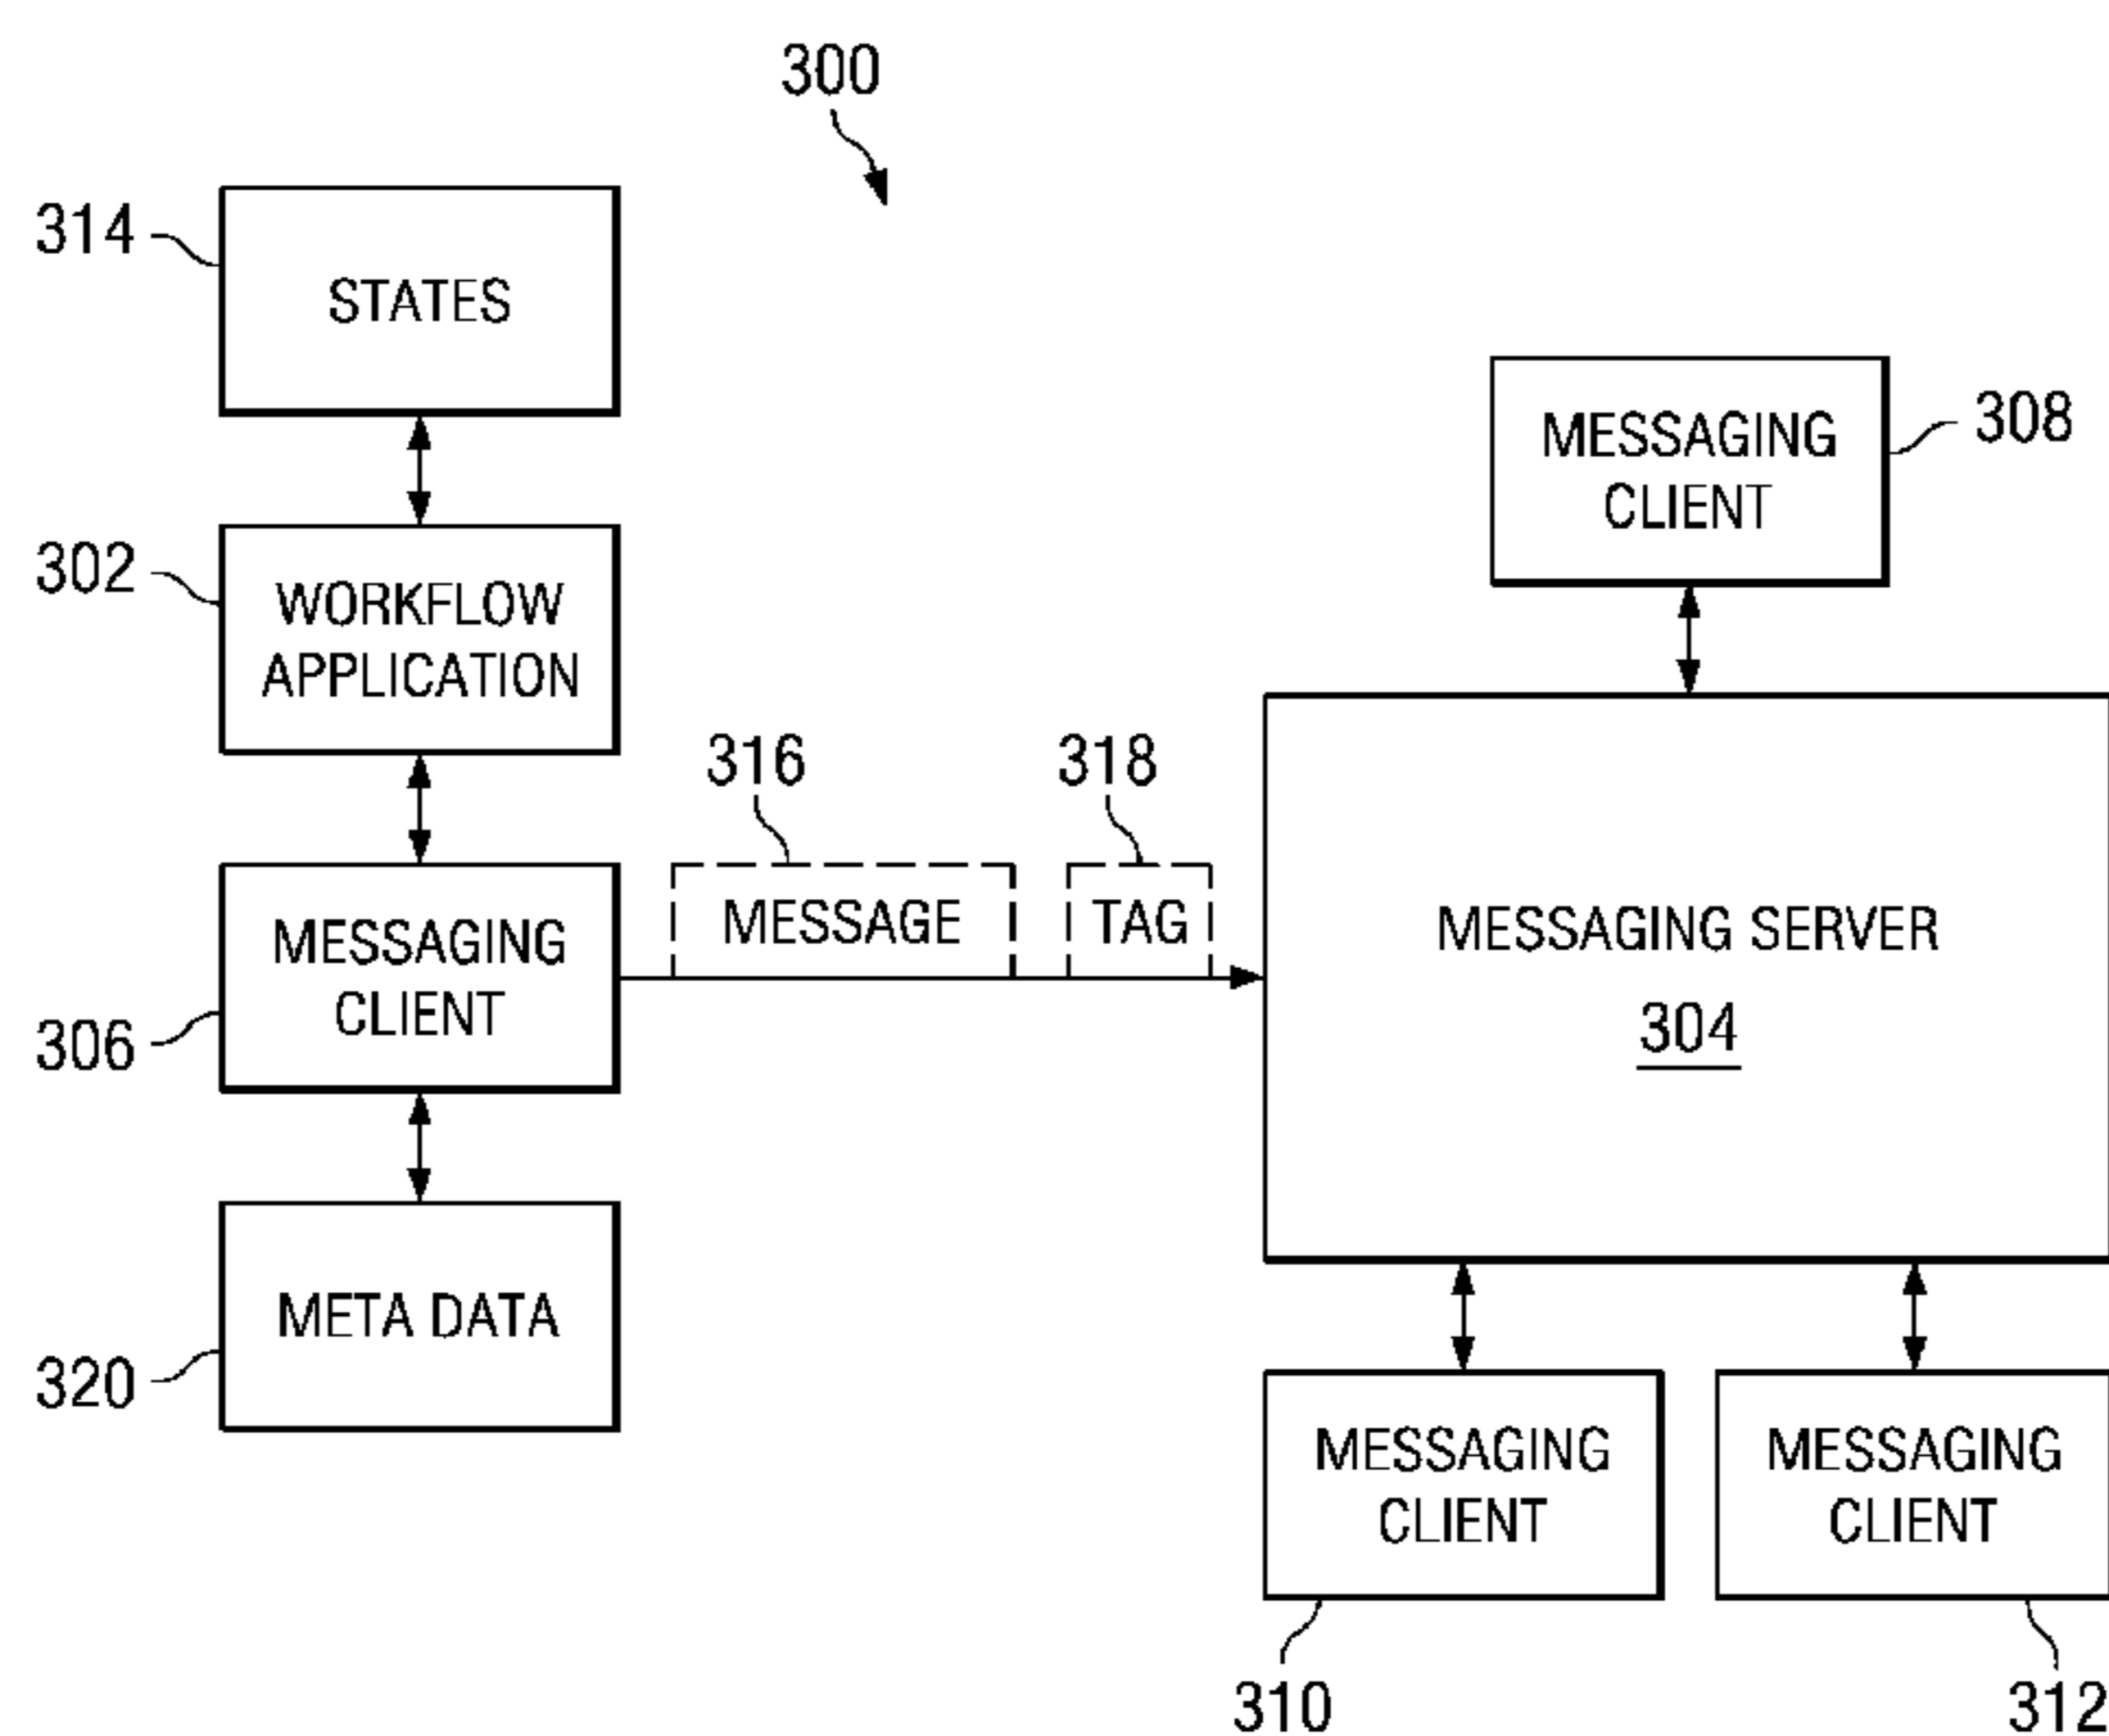 300
314
STATES
308
MESSAGING
CLIENT
302
WORKFLOW
APPLICATION
316
318
306
MESSAGING
CLIENT
MESSAGE
TAG
MESSAGING SERVER
304
320
META DATA
MESSAGING
CLIENT
MESSAGING
CLIENT
310
312